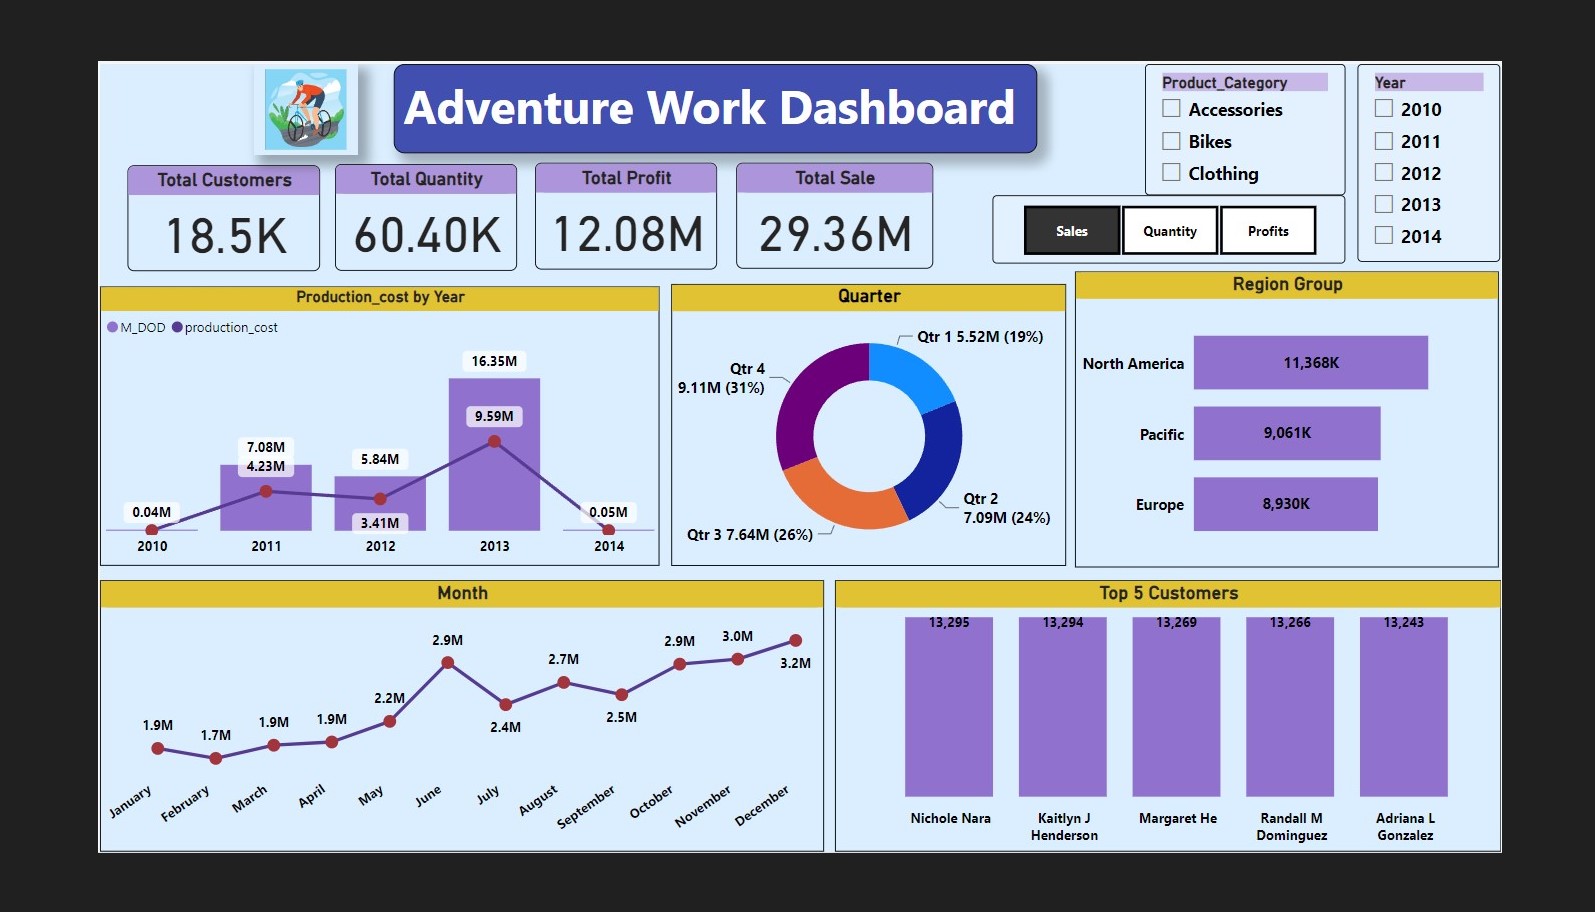 Adventure Work Dashboard
Product_Category
Accessories
Bikes
Clothing
Year
2010
2011
2012
2013
2014
Total Customers
18.5K
Total Quantity
60.40K
Total Profit
12.08M
Total Sale
29.36M
Sales
Quantity
Profits
Production_cost by Year
M_DOD
production_cost
0.04M
7.08M
4.23M
5.84M
3.41M
16.35M
9.59M
0.05M
2010
2011
2012
2013
2014
Quarter
Qtr 1 5.52M (19%)
Qtr 2
7.09M (24%)
Qtr 3 7.64M (26%)
Qtr 4
9.11M (31%)
Region Group
North America
11,368K
Pacific
9,061K
Europe
8,930K
Month
1.9M
1.7M
1.9M
1.9M
2.2M
2.9M
2.4M
2.7M
2.5M
2.9M
3.0M
3.2M
January
February
March
April
May
June
July
August
September
October
November
December
Top 5 Customers
13,295
13,294
13,269
13,266
13,243
Nichole Nara
Kaitlyn J
Henderson
Margaret He
Randall M
Dominguez
Adriana L
Gonzalez